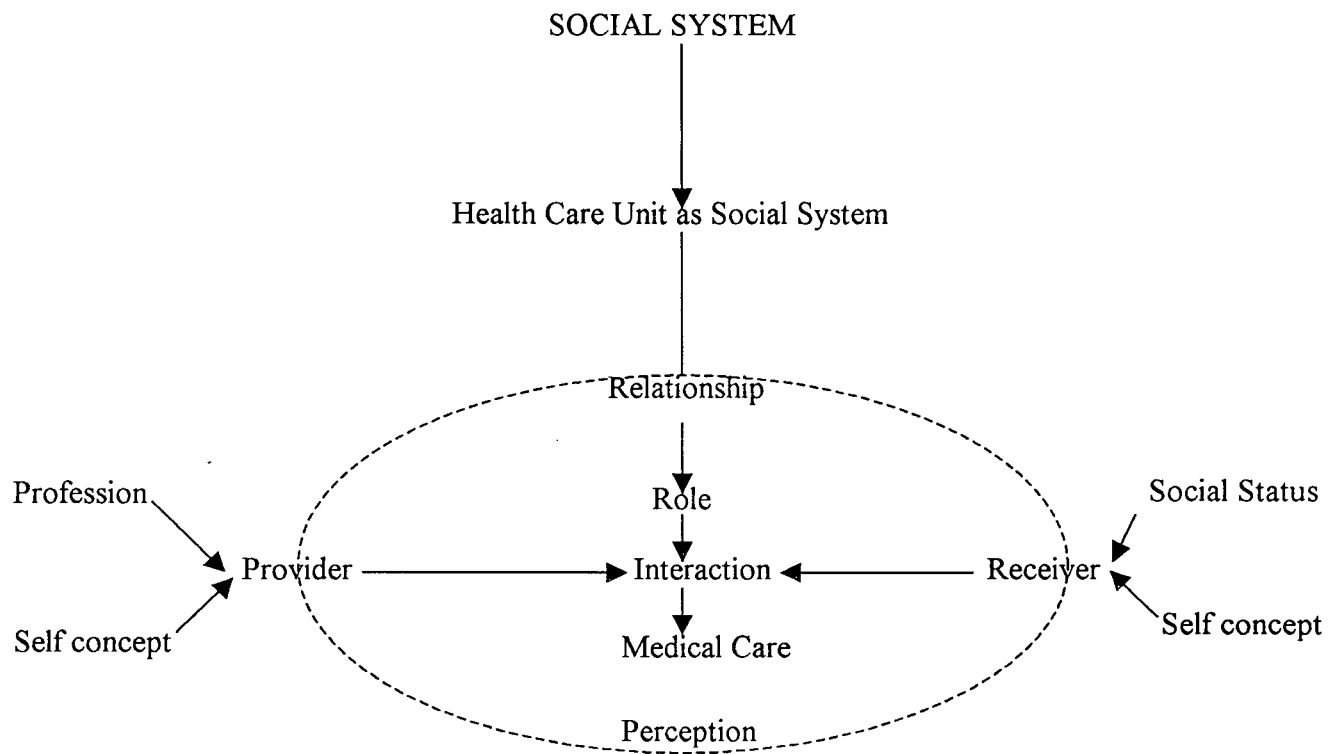 SOCIAL SYSTEM
Health Care Unit as Social System
Relationship
Profession
Role
Social Status
Provider
Interaction
Receiver
Self concept
Medical Care
Self concept
Perception